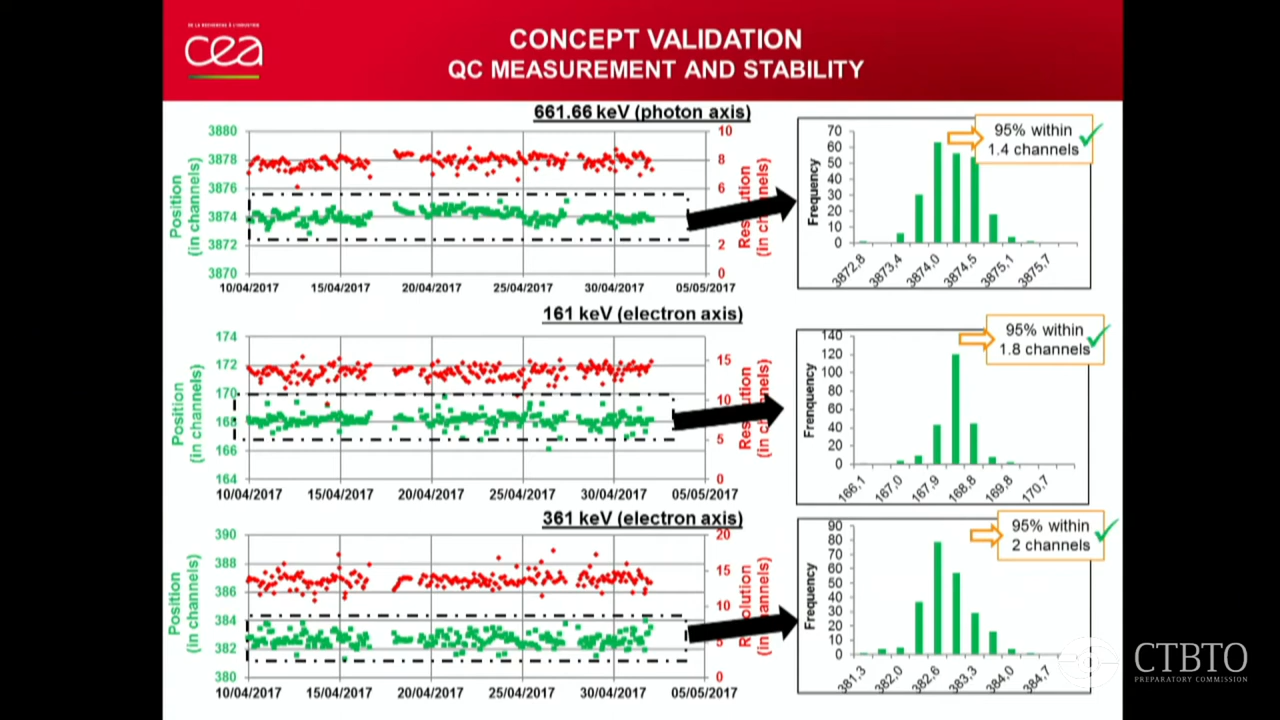 DE LA RECHERCHE À L'INDUSTRIE
cea
CONCEPT VALIDATION
QC MEASUREMENT AND STABILITY
661.66 keV (photon axis)
Position
(in channels)
3880
3878
3876
3874
3872
3870
10
8
6
2
0
(in channels)
10/04/2017 15/04/2017 20/04/2017 25/04/2017 30/04/2017 05/05/2017
Frequency
70
60
50
40
30
20
10
0
3872,8 3873,4 3874,0 3874,5 3875,1 3875,7
95% within
1.4 channels
161 keV (electron axis)
Position
(in channels)
174
172
170
168
166
164
15
10
5
0
(in channels)
10/04/2017 15/04/2017 20/04/2017 25/04/2017 30/04/2017 05/05/2017
Frenquency
140
120
100
80
60
40
20
0
166,1 167,0 167,9 168,8 169,8 170,7
95% within
1.8 channels
361 keV (electron axis)
Position
(in channels)
390
388
386
384
382
380
20
15
10
5
0
Resolution
(in channels)
10/04/2017 15/04/2017 20/04/2017 25/04/2017 30/04/2017 05/05/2017
Frequency
90
80
70
60
50
40
30
20
10
0
381,3 382,0 382,6 383,3 384,0 384,7
95% within
2 channels
CTBTO
PREPARATORY COMMISSION